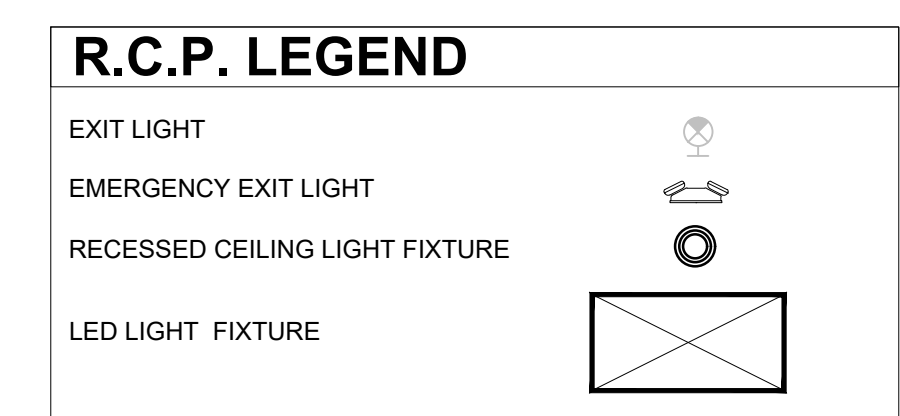 R.C.P. LEGEND
EXIT LIGHT
EMERGENCY EXIT LIGHT
RECESSED CEILING LIGHT FIXTURE
LED LIGHT  FIXTURE